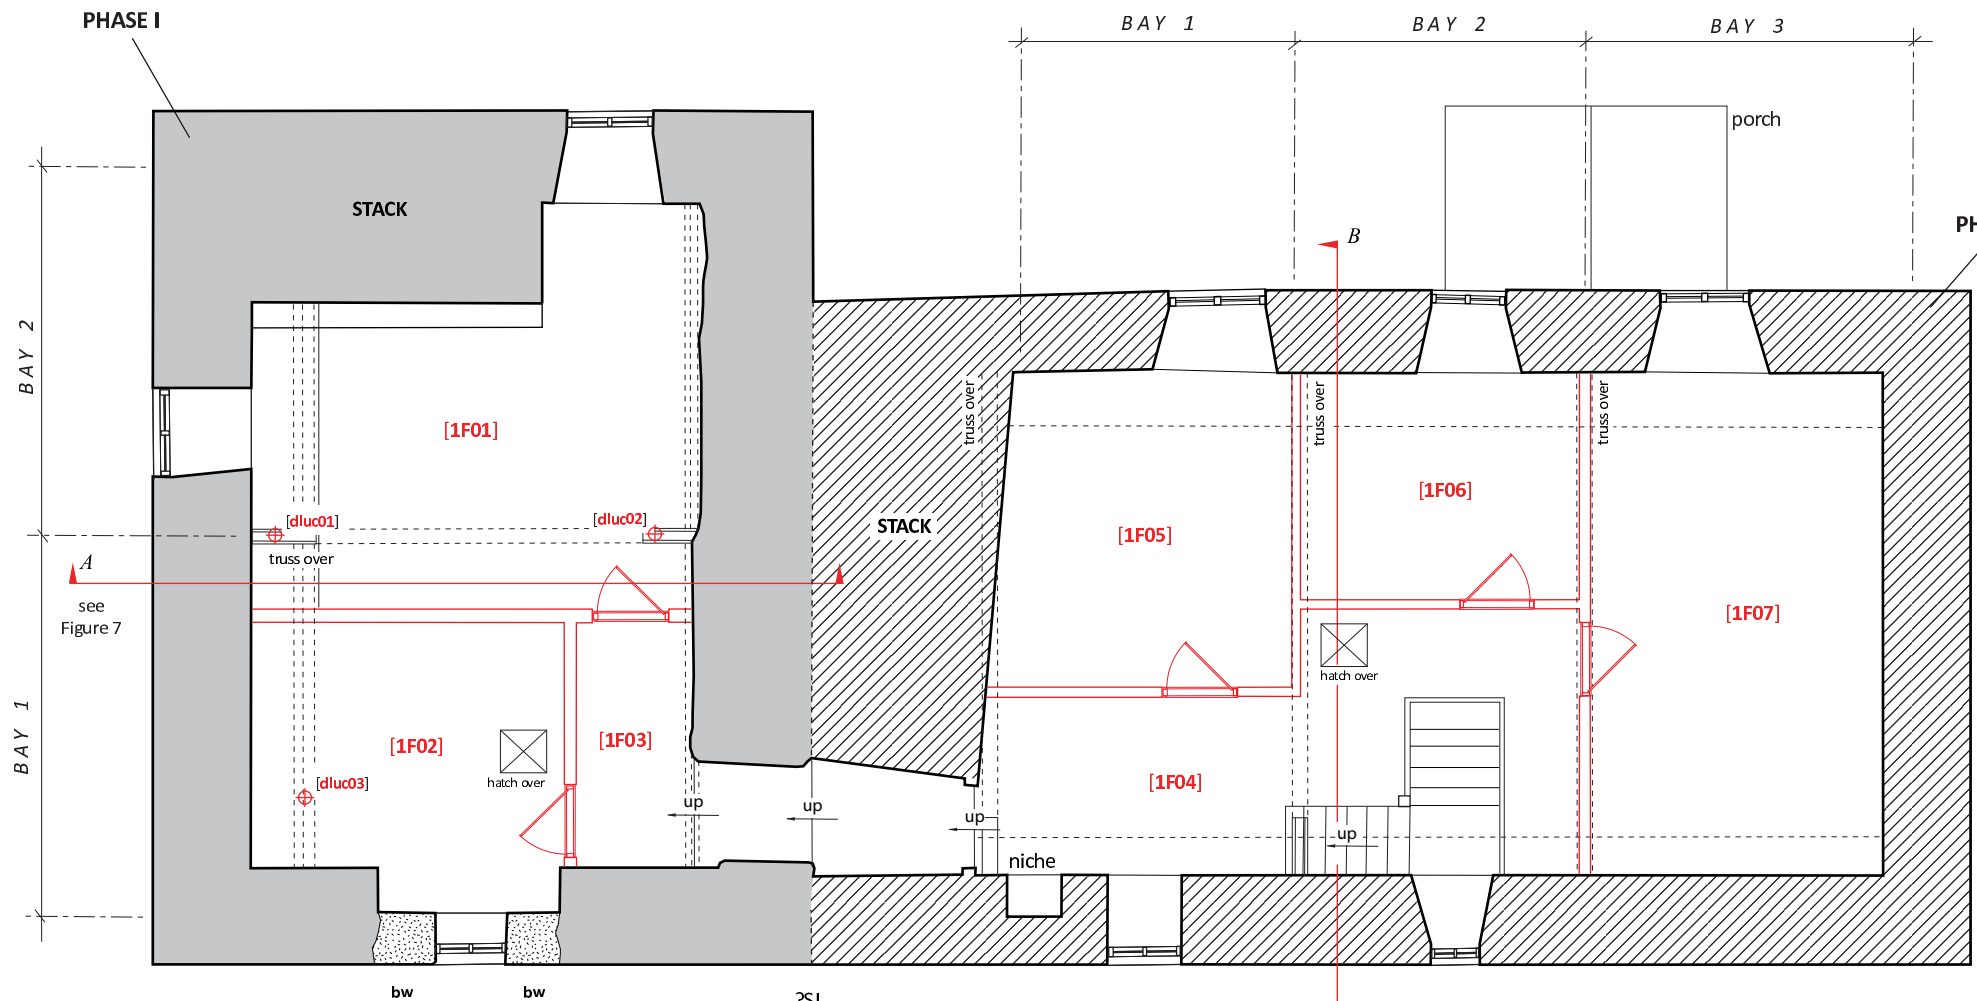 PHASE I
BAY 1
BAY 2
BAY 3
porch
STACK
B
PH
BAY 2
truss over
truss over
truss over
[1F01]
[1F06]
[dluc01]
[dluc02]
STACK
[1F05]
truss over
A
see
Figure 7
[1F07]
hatch over
BAY 1
[1F02]
[1F03]
hatch over
[dluc03]
[1F04]
up
up
up
up
niche
bw
bw